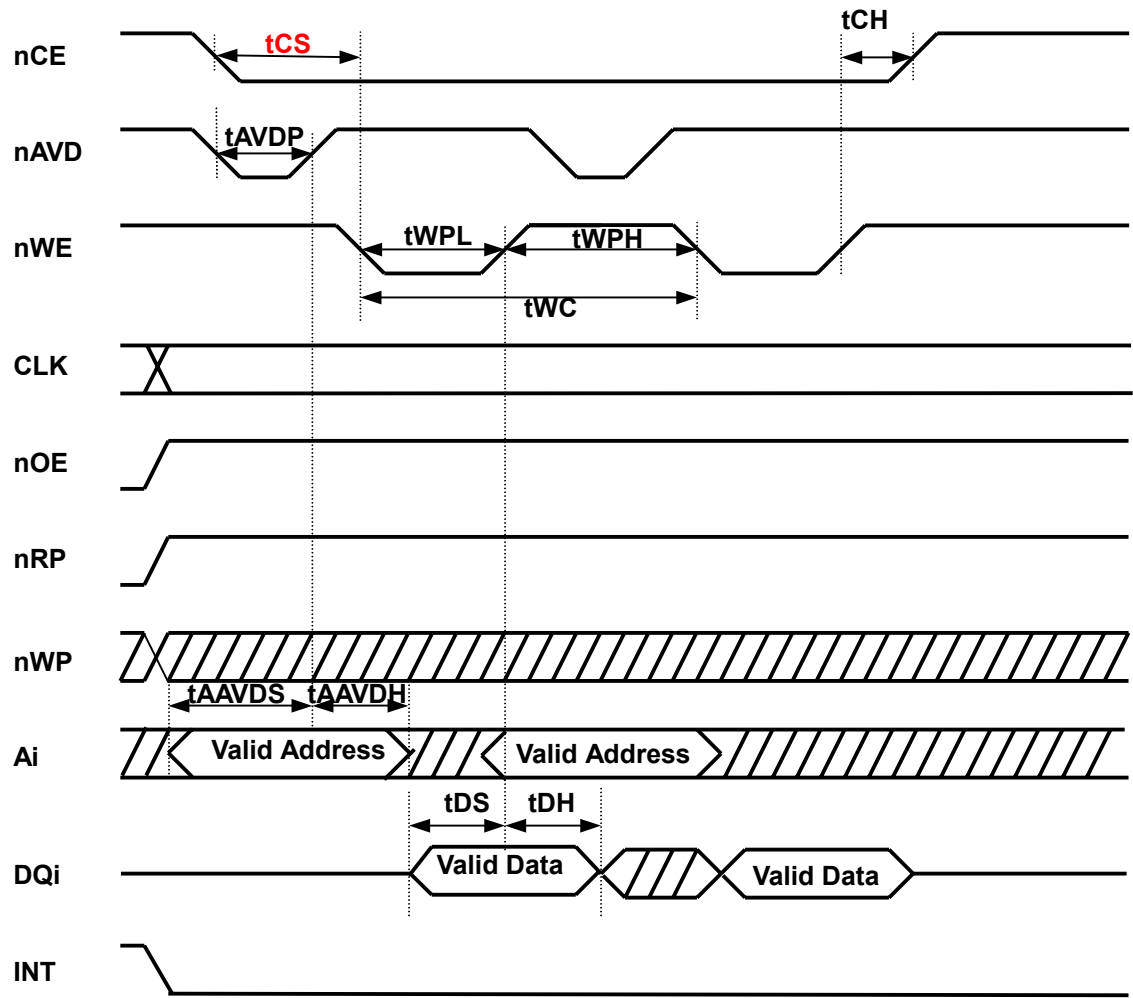 tCH
nCE
tCS
nAVD
tAVDP
nWE
tWPL
tWPH
tWC
CLK
nOE
nRP
nWP
tAAVDS
tAAVDH
Ai
Valid Address
Valid Address
tDS
tDH
DQi
Valid Data
Valid Data
INT